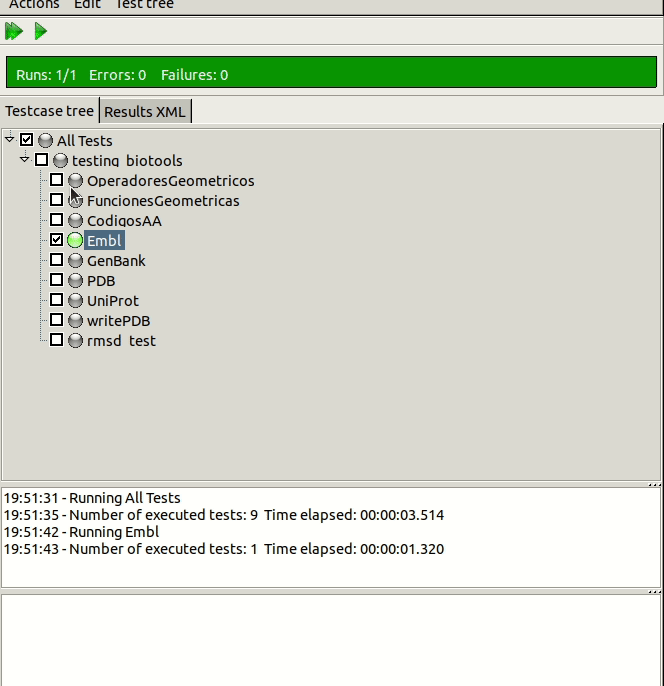 Actions Edit Test tree
Runs: 1/1 Errors: 0 Failures: 0
Testcase tree Results XML
All Tests
testing_biotools
OperadoresGeometricos
FuncionesGeometricas
CodigosAA
Embl
GenBank
PDB
UniProt
writePDB
rmsd_test
19:51:31 - Running All Tests
19:51:35 - Number of executed tests: 9 Time elapsed: 00:00:03.514
19:51:42 - Running Embl
19:51:43 - Number of executed tests: 1 Time elapsed: 00:00:01.320